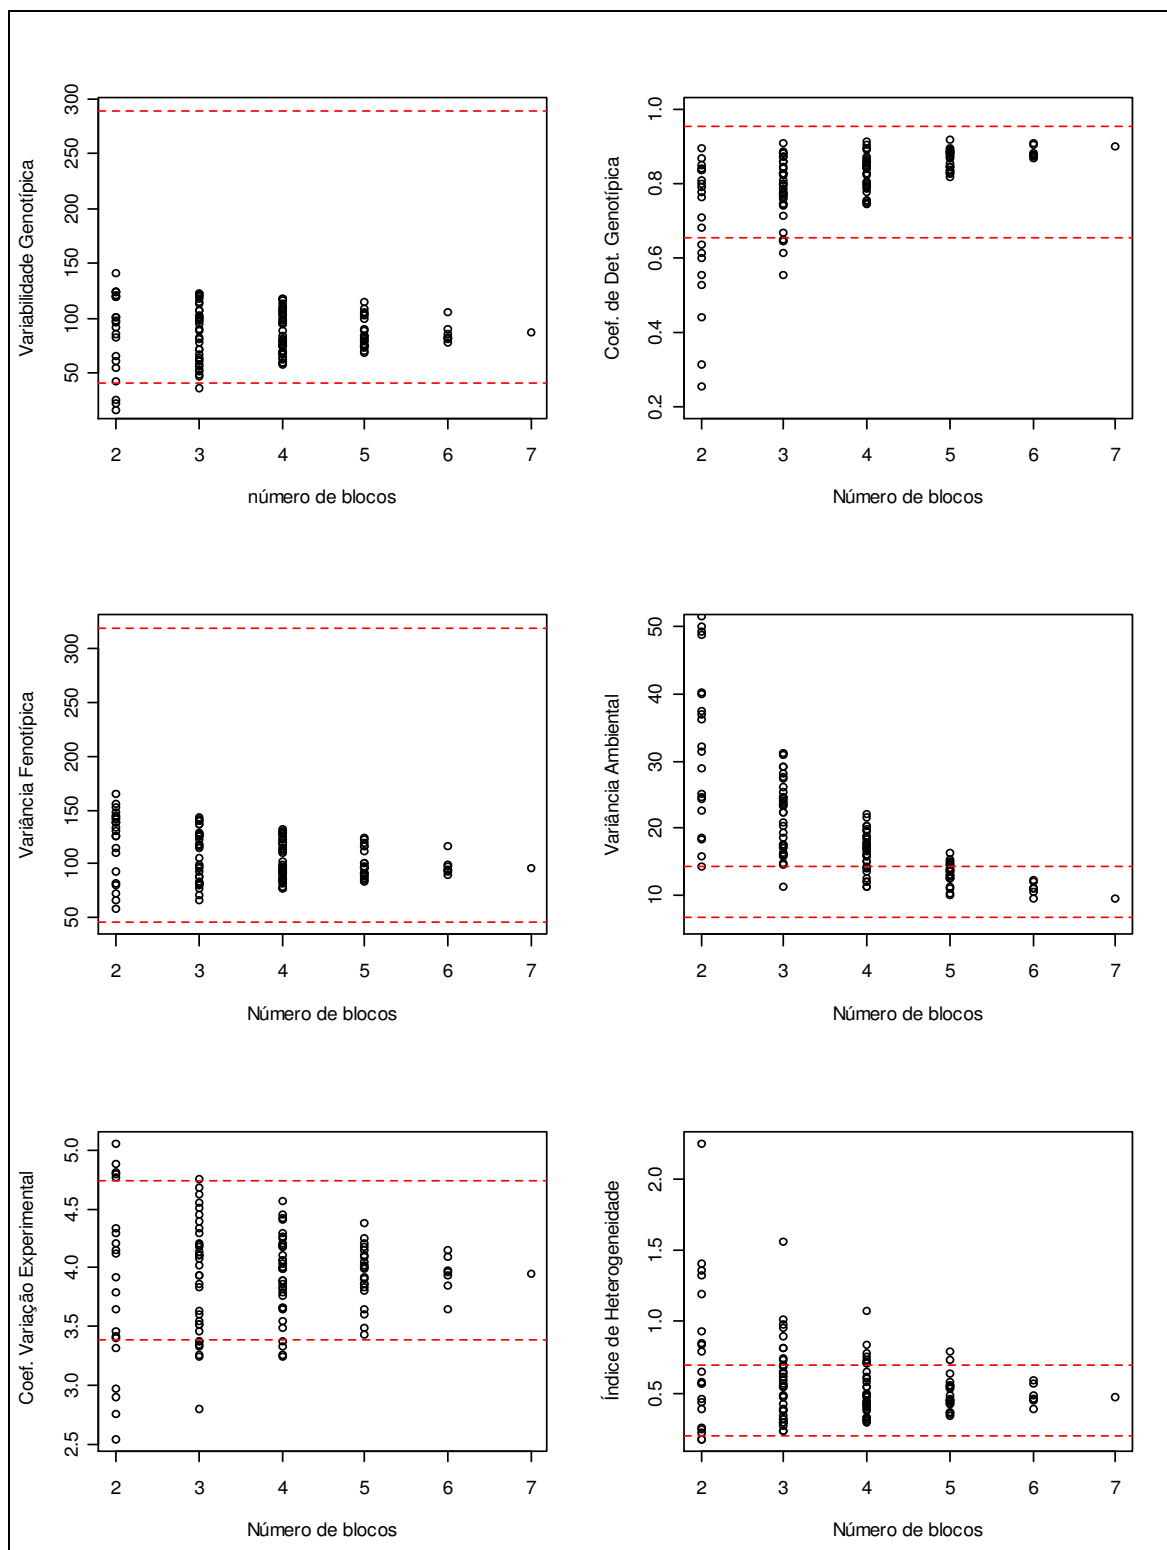 Variabilidade Genotípica
300
250
200
150
100
50
2 3 4 5 6 7
número de blocos
Coef. de Det. Genotípica
1.0
0.8
0.6
0.4
0.2
2 3 4 5 6 7
Número de blocos
Variância Fenotípica
300
250
200
150
100
50
2 3 4 5 6 7
Número de blocos
Variância Ambiental
50
40
30
20
10
2 3 4 5 6 7
Número de blocos
Coef. Variação Experimental
5.0
4.5
4.0
3.5
3.0
2.5
2 3 4 5 6 7
Número de blocos
Índice de Heterogeneidade
2.0
1.5
1.0
0.5
2 3 4 5 6 7
Número de blocos